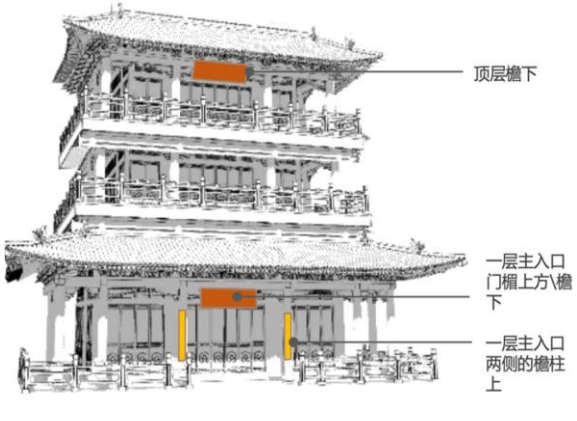 顶层檐下
一层主入口
门楣上方\檐
下
一层主入口
两侧的檐柱
上